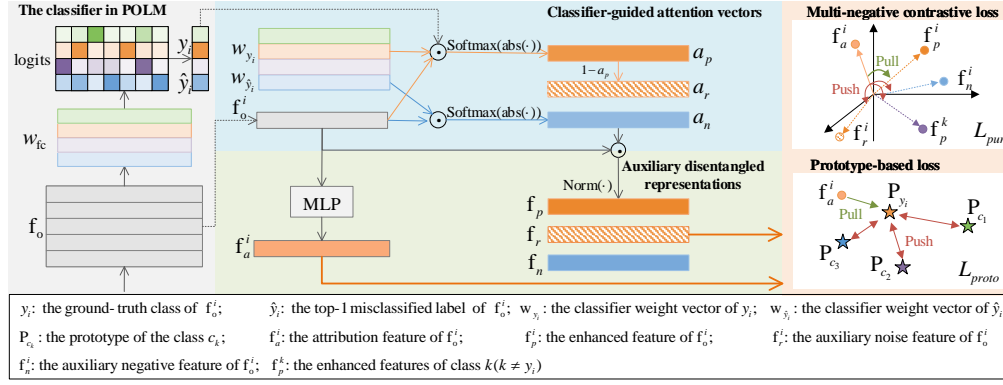 The classifier in POLM
logits
y_i
ŷ_i
w_fc
f_o
Classifier-guided attention vectors
w_{y_i}
w_{ŷ_i}
f_o^i
Softmax(abs(·))
Softmax(abs(·))
a_p
1−a_p
a_r
a_n
MLP
f_a^i
Auxiliary disentangled
representations
Norm(·)
f_p
f_r
f_n
Multi-negative contrastive loss
f_a^i
f_p^i
Pull
f_n^i
Push
f_p^k
f_r^i
L_pur
Prototype-based loss
f_a^i
P_{y_i}
Pull
P_{c_1}
Push
P_{c_3}
P_{c_2}
L_proto
y_i: the ground- truth class of f_o^i; ŷ_i: the top-1 misclassified label of f_o^i; w_{y_i}: the classifier weight vector of y_i; w_{ŷ_i}: the classifier weight vector of ŷ_i
P_{c_k}: the prototype of the class c_k; f_a^i: the attribution feature of f_o^i; f_p^i: the enhanced feature of f_o^i; f_r^i: the auxiliary noise feature of f_o^i
f_n^i: the auxiliary negative feature of f_o^i; f_p^k: the enhanced features of class k(k ≠ y_i)